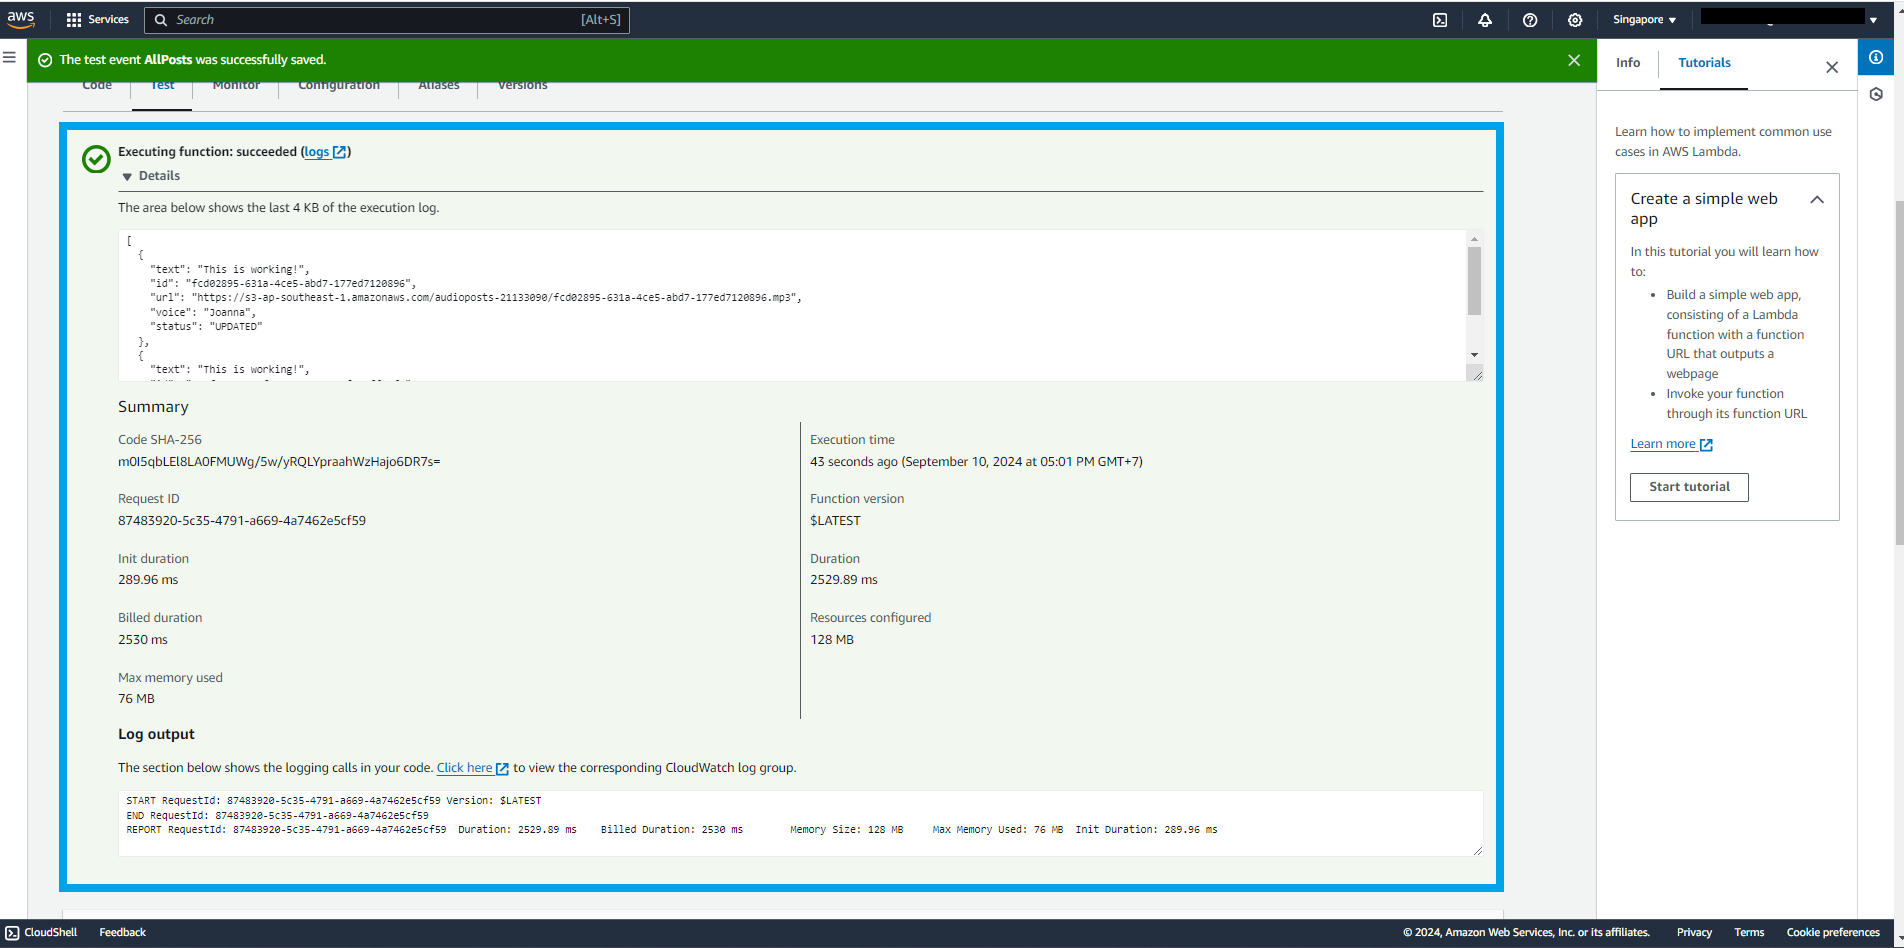 aws Services Search [Alt+S] Singapore
The test event AllPosts was successfully saved.
Code Test Monitor Configuration Aliases Versions
Executing function: succeeded (logs)
Details
The area below shows the last 4 KB of the execution log.
[
{
"text": "This is working!",
"id": "fcd02895-631a-4ce5-abd7-177ed7120896",
"url": "https://s3-ap-southeast-1.amazonaws.com/audioposts-21133090/fcd02895-631a-4ce5-abd7-177ed7120896.mp3",
"voice": "Joanna",
"status": "UPDATED"
},
{
"text": "This is working!",
Summary
Code SHA-256
m0I5qbLEl8LA0FMUWg/5w/yRQLYpraahWzHajo6DR7s=
Request ID
87483920-5c35-4791-a669-4a7462e5cf59
Init duration
289.96 ms
Billed duration
2530 ms
Max memory used
76 MB
Execution time
43 seconds ago (September 10, 2024 at 05:01 PM GMT+7)
Function version
$LATEST
Duration
2529.89 ms
Resources configured
128 MB
Log output
The section below shows the logging calls in your code. Click here to view the corresponding CloudWatch log group.
START RequestId: 87483920-5c35-4791-a669-4a7462e5cf59 Version: $LATEST
END RequestId: 87483920-5c35-4791-a669-4a7462e5cf59
REPORT RequestId: 87483920-5c35-4791-a669-4a7462e5cf59 Duration: 2529.89 ms Billed Duration: 2530 ms Memory Size: 128 MB Max Memory Used: 76 MB Init Duration: 289.96 ms
Info Tutorials
Learn how to implement common use
cases in AWS Lambda.
Create a simple web
app
In this tutorial you will learn how
to:
• Build a simple web app,
consisting of a Lambda
function with a function
URL that outputs a
webpage
• Invoke your function
through its function URL
Learn more
Start tutorial
CloudShell Feedback © 2024, Amazon Web Services, Inc. or its affiliates. Privacy Terms Cookie preferences